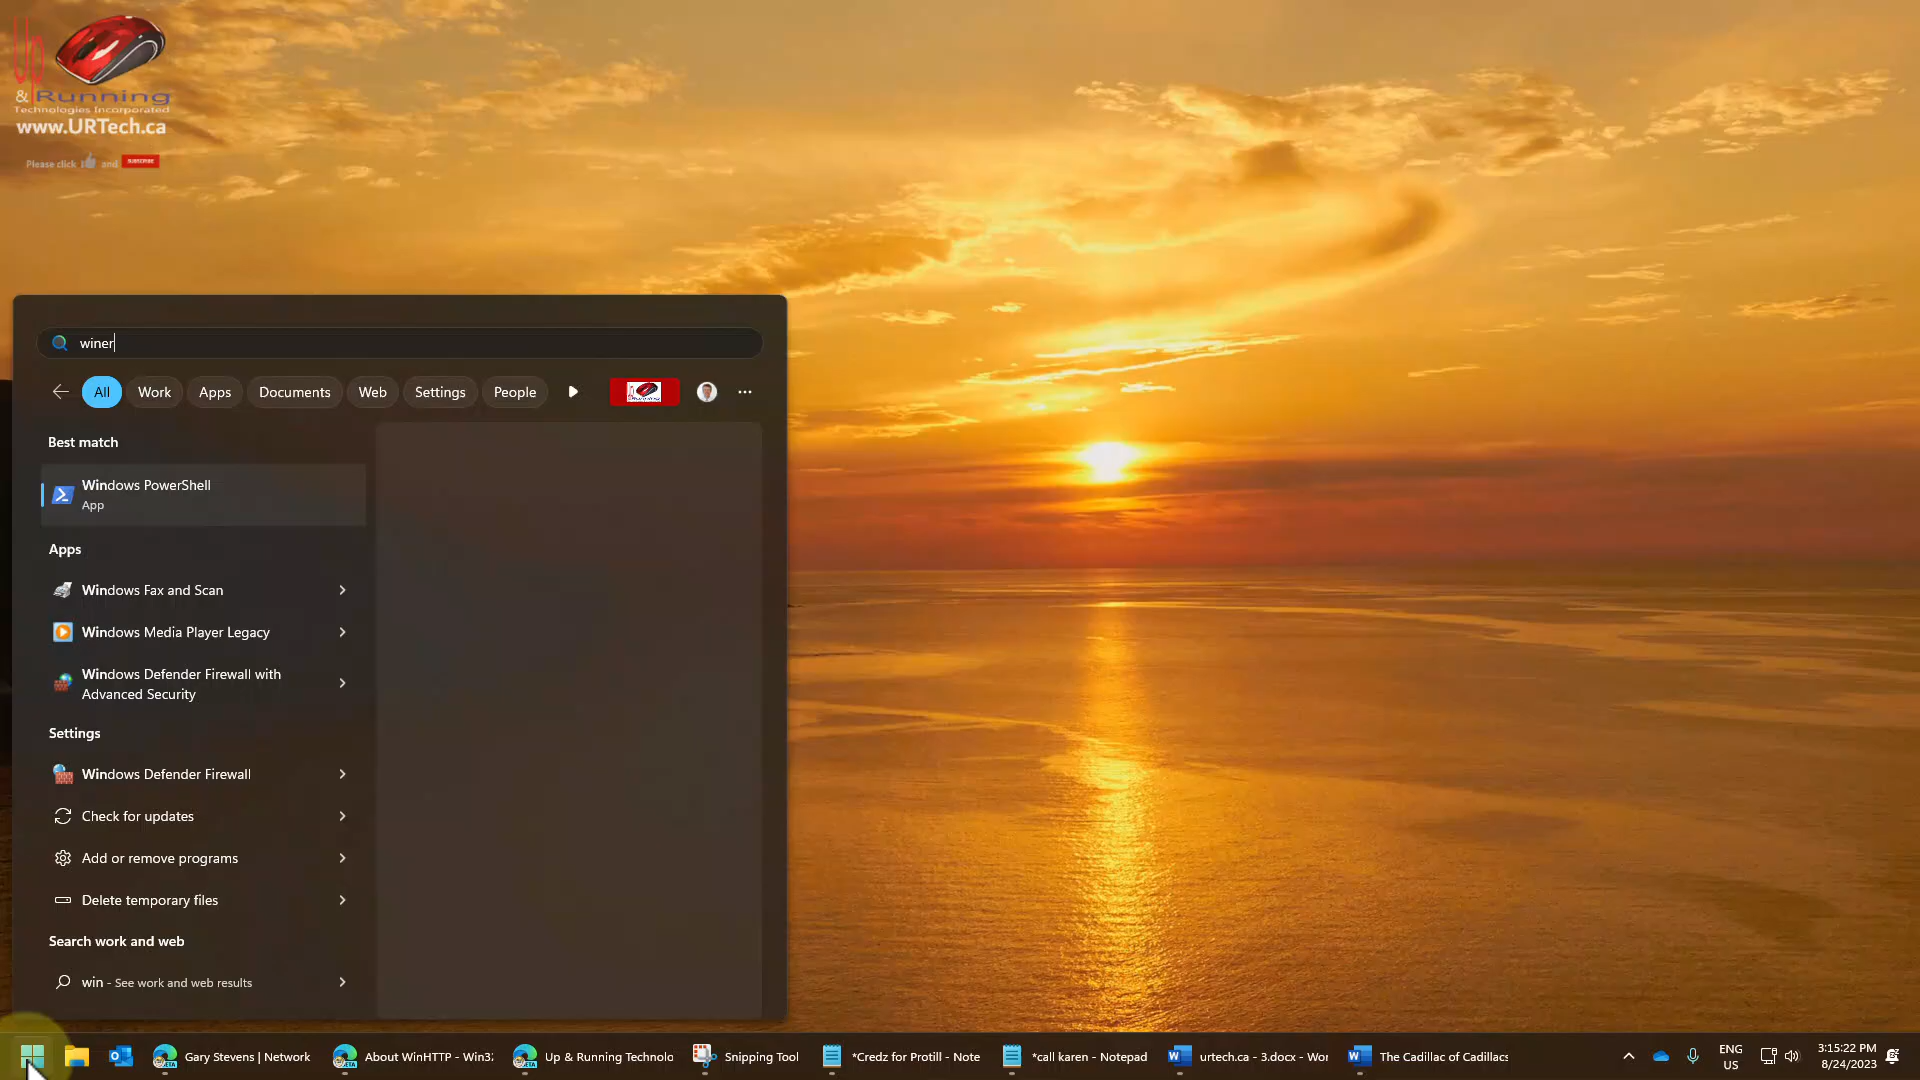 Up
& Running
Technologies Incorporated
www.URTech.ca
Please click and SUBSCRIBE
winer
All Work Apps Documents Web Settings People
Best match
Windows PowerShell
App
Apps
Windows Fax and Scan
Windows Media Player Legacy
Windows Defender Firewall with
Advanced Security
Settings
Windows Defender Firewall
Check for updates
Add or remove programs
Delete temporary files
Search work and web
win - See work and web results
Gary Stevens | Network
About WinHTTP - Win32
Up & Running Technolo
Snipping Tool
*Credz for Protill - Note
*call karen - Notepad
urtech.ca - 3.docx - Wor
The Cadillac of Cadillacs
ENG
US
3:15:22 PM
8/24/2023